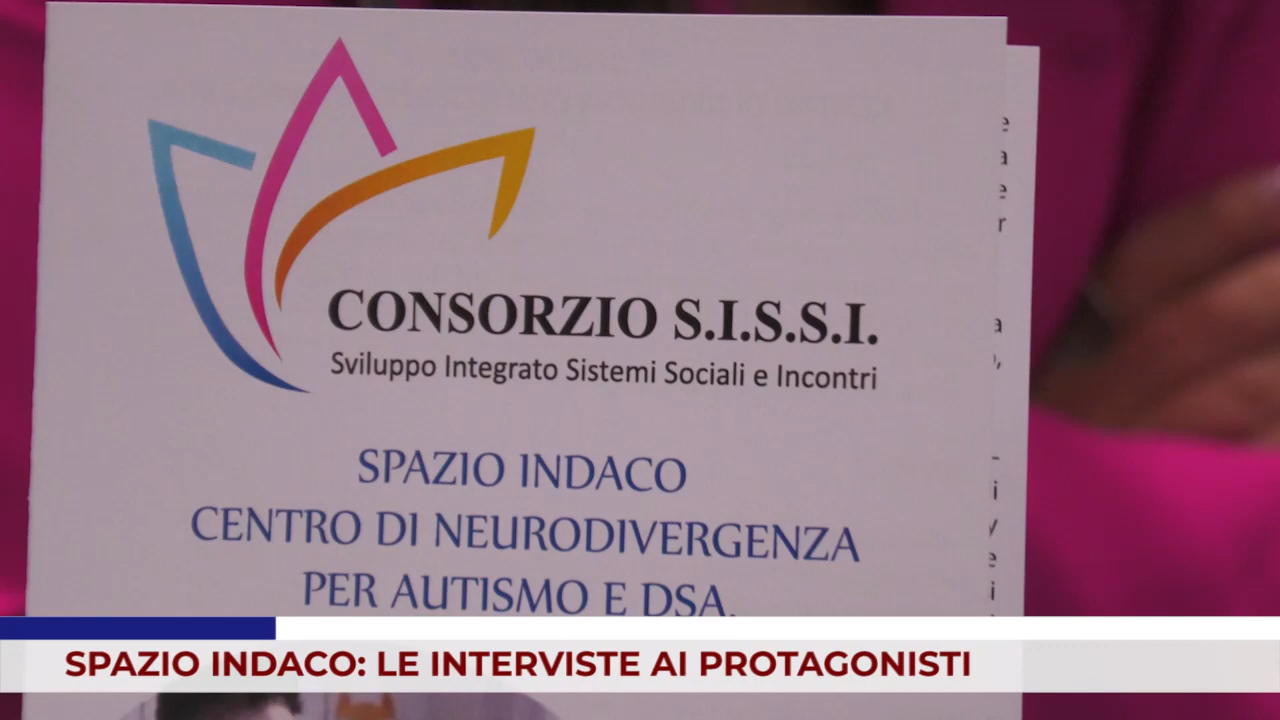 CONSORZIO S.I.S.S.I.
Sviluppo Integrato Sistemi Sociali e Incontri
SPAZIO INDACO
CENTRO DI NEURODIVERGENZA
PER AUTISMO E DSA.
SPAZIO INDACO: LE INTERVISTE AI PROTAGONISTI